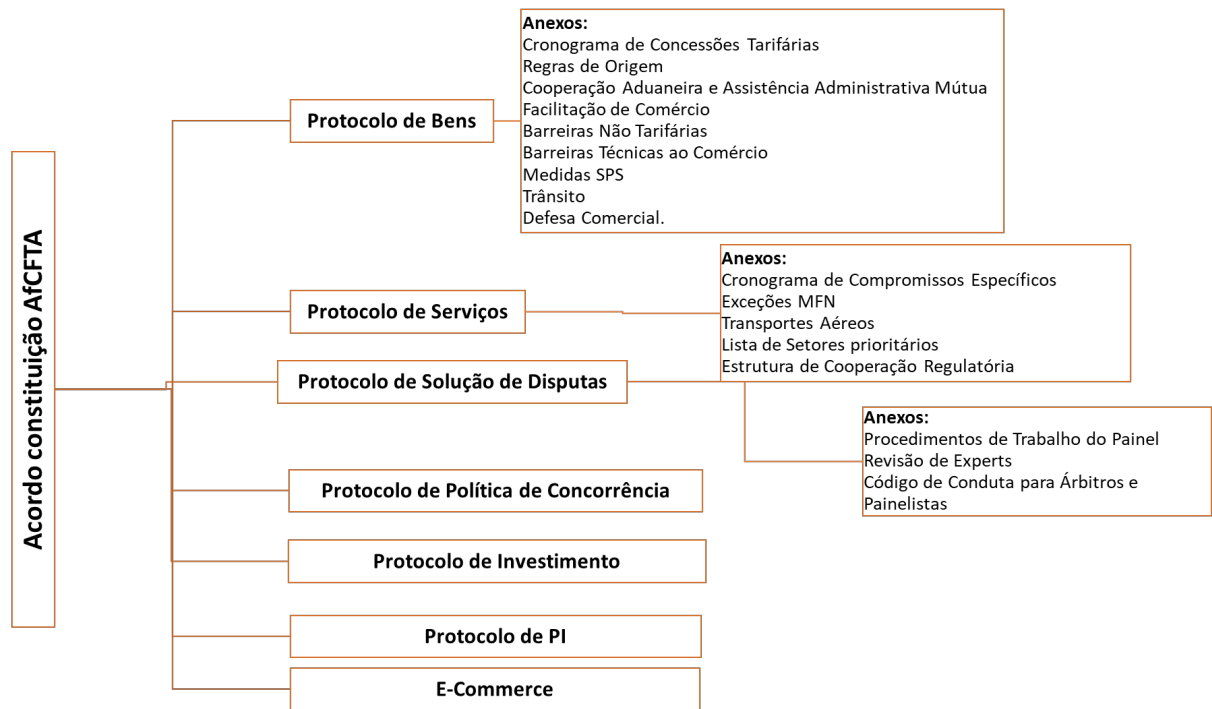 Acordo constituição AfCFTA
Protocolo de Bens
Anexos:
Cronograma de Concessões Tarifárias
Regras de Origem
Cooperação Aduaneira e Assistência Administrativa Mútua
Facilitação de Comércio
Barreiras Não Tarifárias
Barreiras Técnicas ao Comércio
Medidas SPS
Trânsito
Defesa Comercial.
Protocolo de Serviços
Anexos:
Cronograma de Compromissos Específicos
Exceções MFN
Transportes Aéreos
Lista de Setores prioritários
Estrutura de Cooperação Regulatória
Protocolo de Solução de Disputas
Anexos:
Procedimentos de Trabalho do Painel
Revisão de Experts
Código de Conduta para Árbitros e
Painelistas
Protocolo de Política de Concorrência
Protocolo de Investimento
Protocolo de PI
E-Commerce